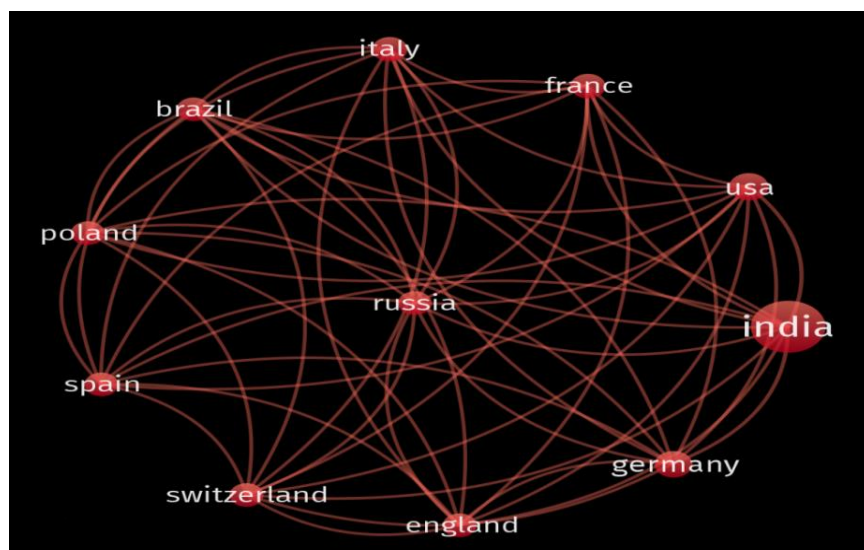 italy
france
brazil
usa
poland
russia
india
spain
germany
switzerland
england